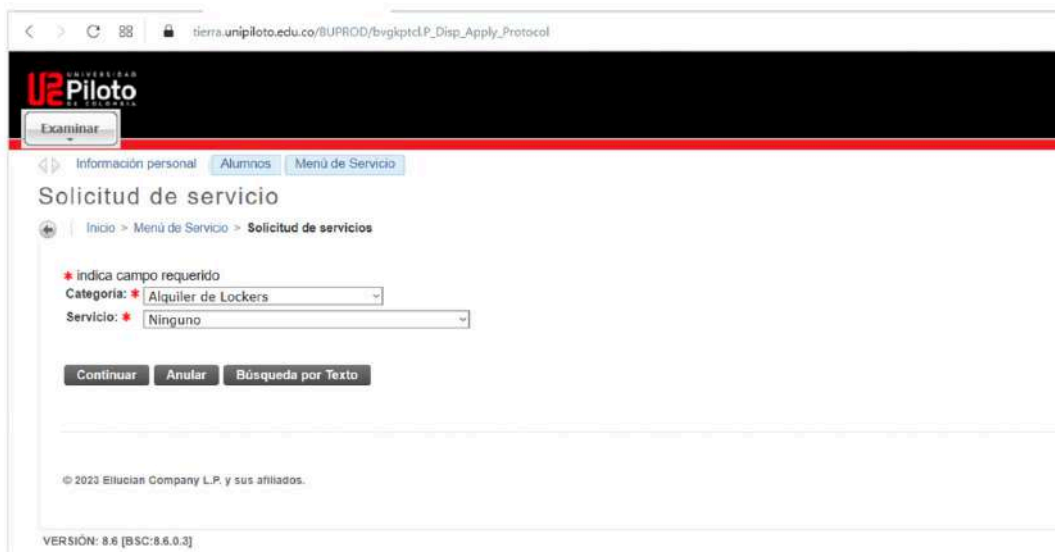 tierra.unipiloto.edu.co/BUPROD/bvgkptcl.P_Disp_Apply_Protocol
UNIVERSIDAD
UPC Piloto
DE COLOMBIA
Examinar
Información personal Alumnos Menú de Servicio
Solicitud de servicio
Inicio > Menú de Servicio > Solicitud de servicios
* indica campo requerido
Categoría: * Alquiler de Lockers
Servicio: * Ninguno
Continuar Anular Búsqueda por Texto
© 2023 Ellucian Company L.P. y sus afiliados.
VERSIÓN: 8.6 [BSC:8.6.0.3]